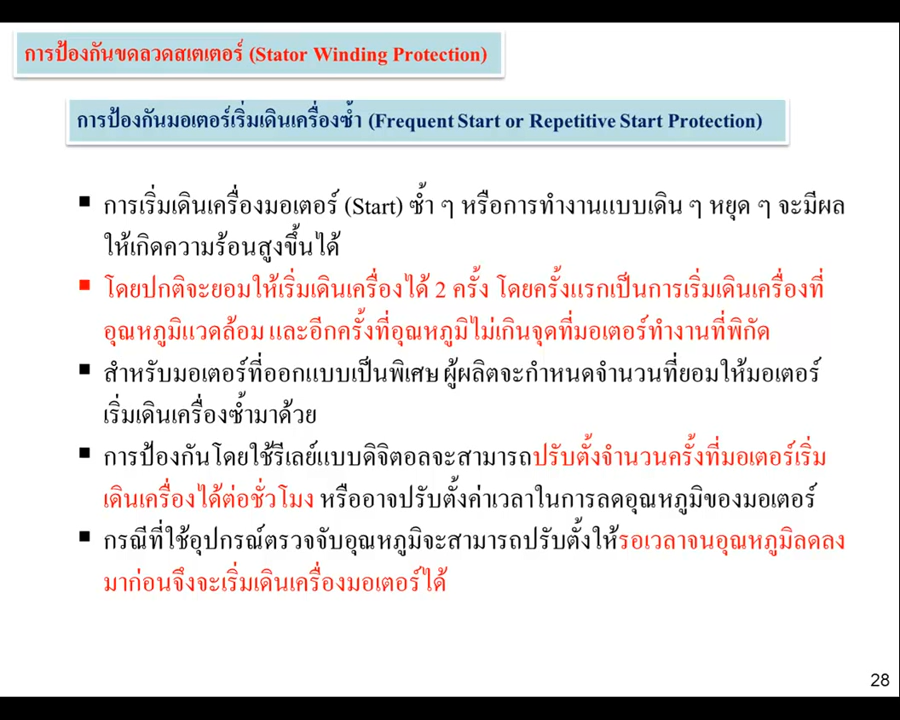 การป้องกันขดลวดสเตเตอร์ (Stator Winding Protection)
การป้องกันมอเตอร์เริ่มเดินเครื่องซ้ำ (Frequent Start or Repetitive Start Protection)
▪ การเริ่มเดินเครื่องมอเตอร์ (Start) ซ้ำ ๆ หรือการทำงานแบบเดิน ๆ หยุด ๆ จะมีผล
ให้เกิดความร้อนสูงขึ้นได้
▪ โดยปกติจะยอมให้เริ่มเดินเครื่องได้ 2 ครั้ง โดยครั้งแรกเป็นการเริ่มเดินเครื่องที่
อุณหภูมิแวดล้อม และอีกครั้งที่อุณหภูมิไม่เกินจุดที่มอเตอร์ทำงานที่พิกัด
▪ สำหรับมอเตอร์ที่ออกแบบเป็นพิเศษ ผู้ผลิตจะกำหนดจำนวนที่ยอมให้มอเตอร์
เริ่มเดินเครื่องซ้ำมาด้วย
▪ การป้องกันโดยใช้รีเลย์แบบดิจิตอลจะสามารถปรับตั้งจำนวนครั้งที่มอเตอร์เริ่ม
เดินเครื่องได้ต่อชั่วโมง หรืออาจปรับตั้งค่าเวลาในการลดอุณหภูมิของมอเตอร์
▪ กรณีที่ใช้อุปกรณ์ตรวจจับอุณหภูมิจะสามารถปรับตั้งให้รอเวลาจนอุณหภูมิลดลง
มาก่อนจึงจะเริ่มเดินเครื่องมอเตอร์ได้
28